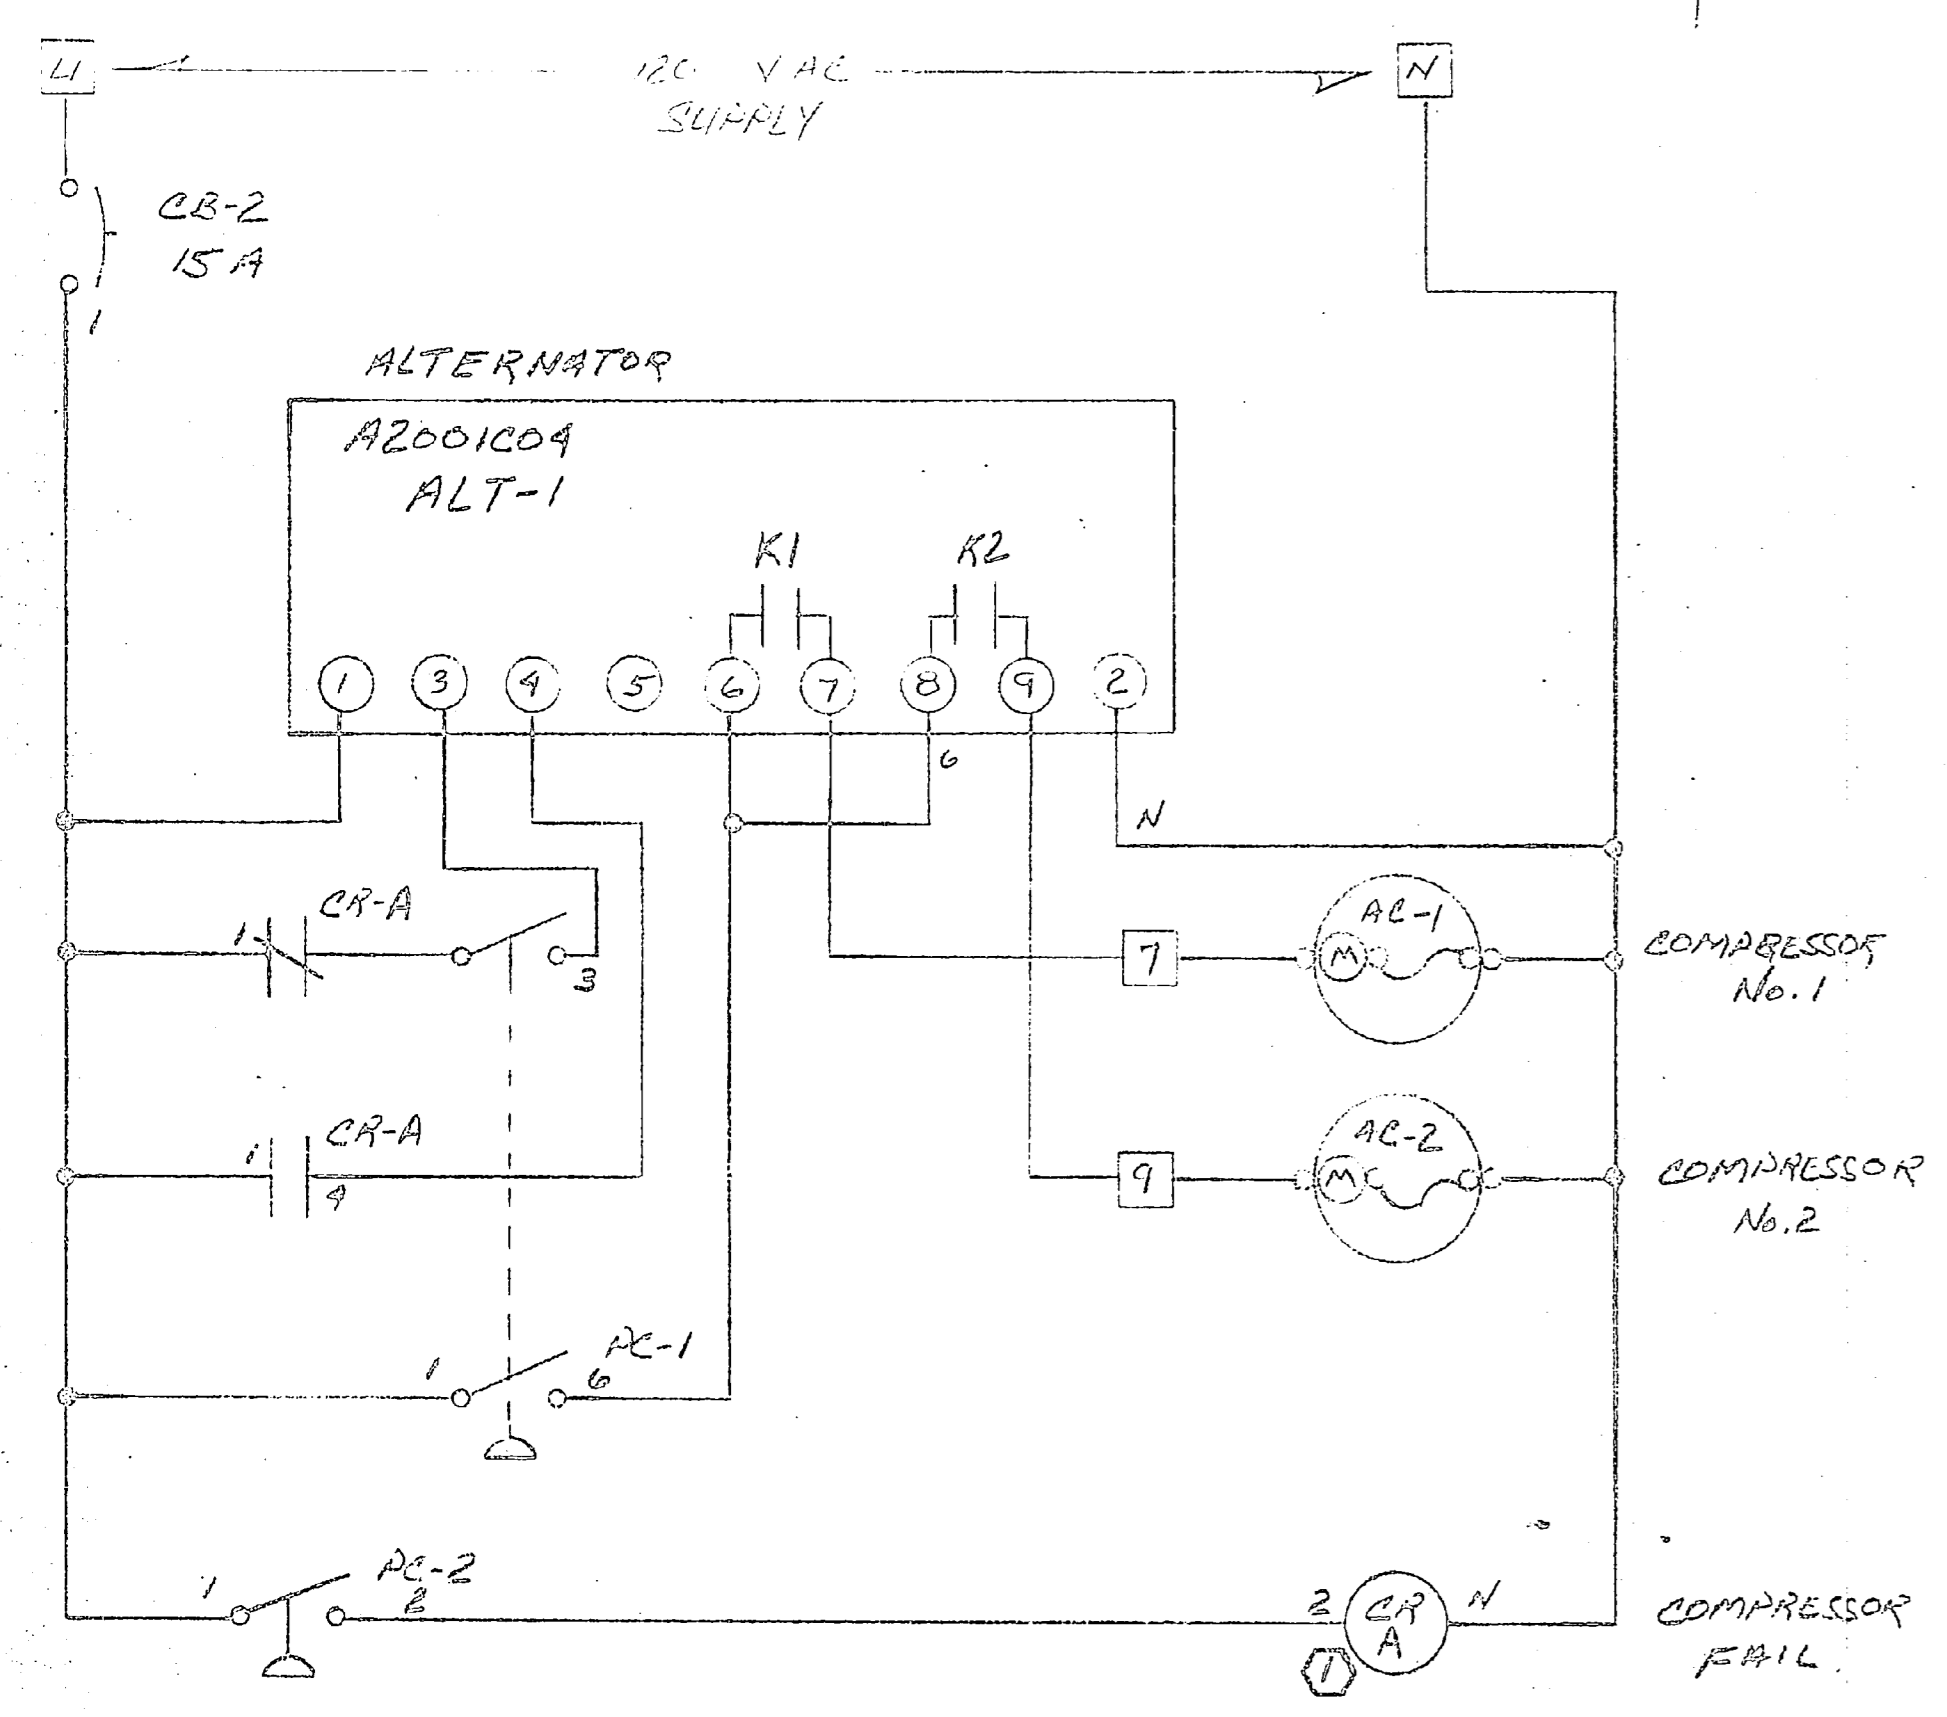 L1
120 VAC
N
SUPPLY
CB-2
15 A
1
ALTERNATOR
A2001C04
ALT-1
K1
K2
1
3
4
5
6
7
8
9
2
6
N
CR-A
1
3
7
AC-1
M
COMPRESSOR
No. 1
CR-A
1
4
9
AC-2
M
COMPRESSOR
No. 2
PC-1
1
6
PC-2
1
2
2
CR
A
N
1
COMPRESSOR
FAIL